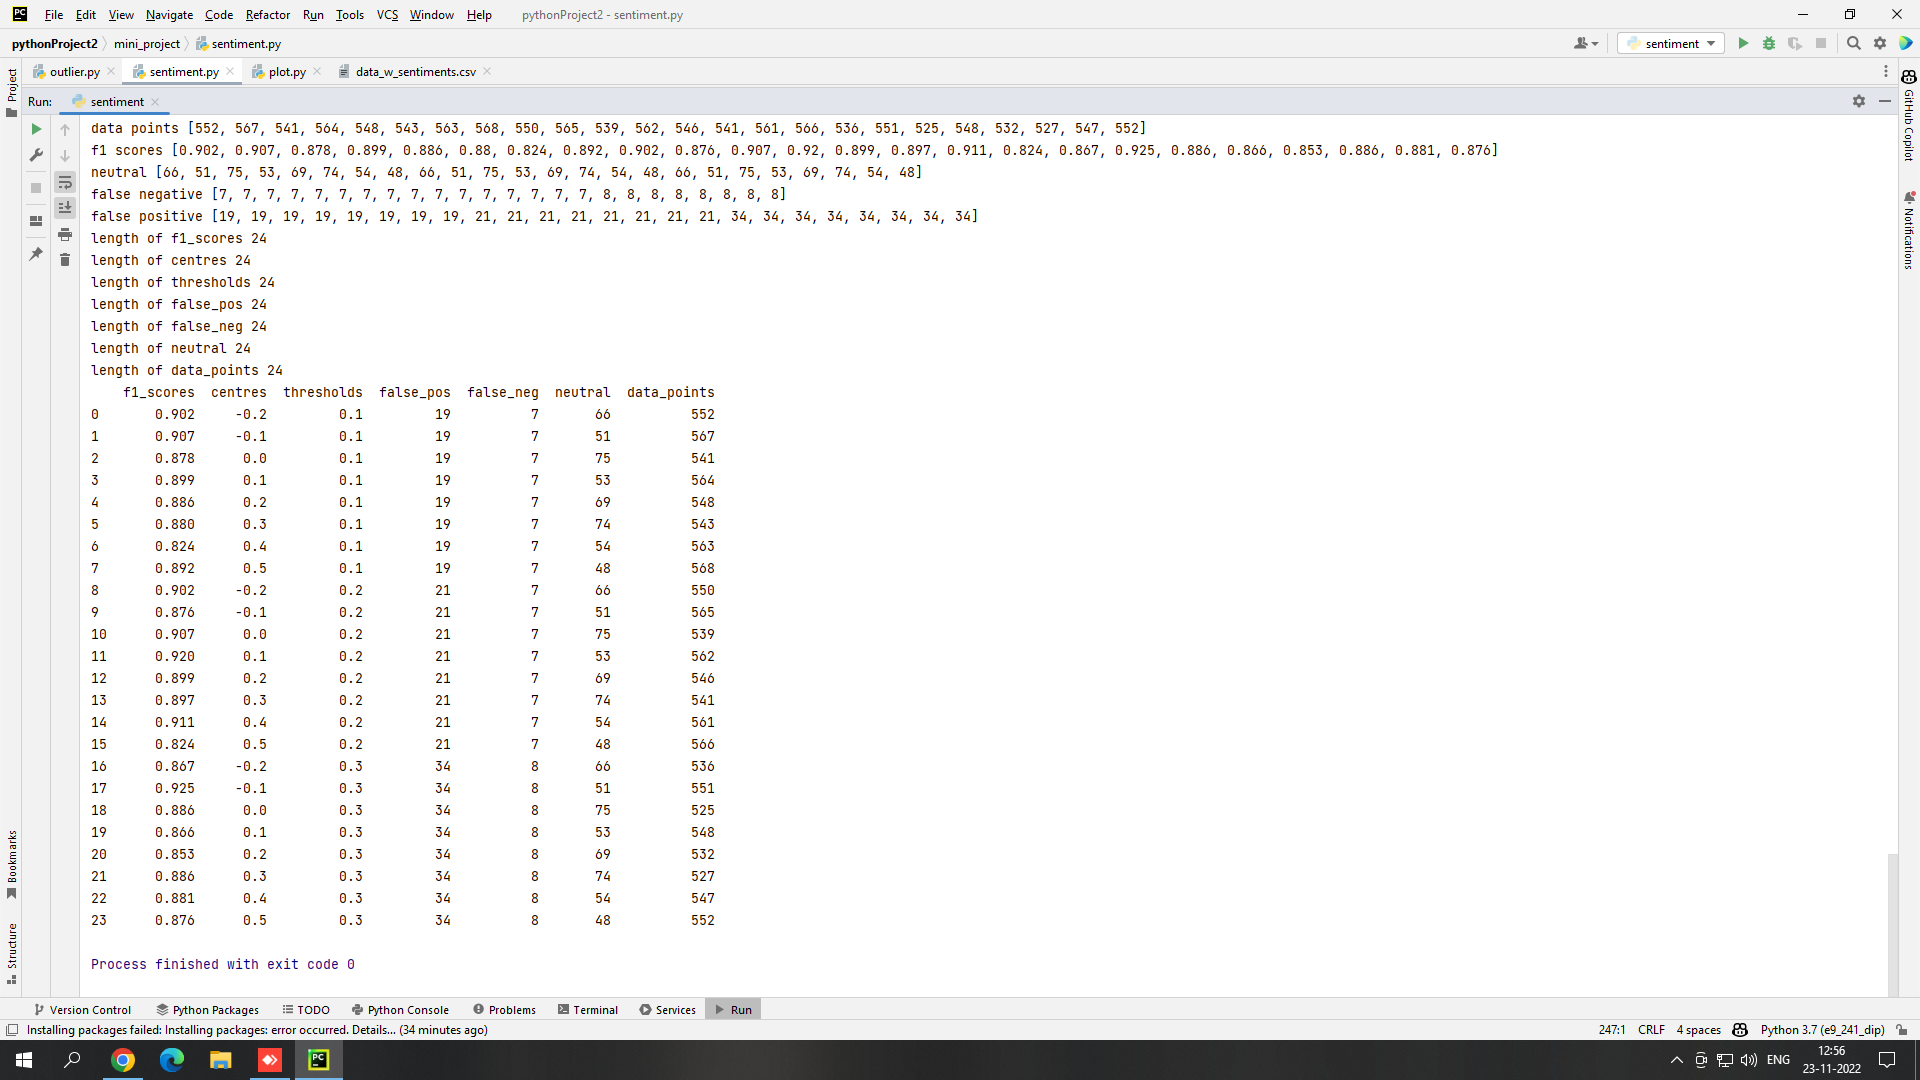 PC File Edit View Navigate Code Refactor Run Tools VCS Window Help pythonProject2 - sentiment.py
pythonProject2 mini_project sentiment.py sentiment
outlier.py sentiment.py plot.py data_w_sentiments.csv
Run: sentiment
data points [552, 567, 541, 564, 548, 543, 563, 568, 550, 565, 539, 562, 546, 541, 561, 566, 536, 551, 525, 548, 532, 527, 547, 552]
f1 scores [0.902, 0.907, 0.878, 0.899, 0.886, 0.88, 0.824, 0.892, 0.902, 0.876, 0.907, 0.92, 0.899, 0.897, 0.911, 0.824, 0.867, 0.925, 0.886, 0.866, 0.853, 0.886, 0.881, 0.876]
neutral [66, 51, 75, 53, 69, 74, 54, 48, 66, 51, 75, 53, 69, 74, 54, 48, 66, 51, 75, 53, 69, 74, 54, 48]
false negative [7, 7, 7, 7, 7, 7, 7, 7, 7, 7, 7, 7, 7, 7, 7, 7, 8, 8, 8, 8, 8, 8, 8, 8]
false positive [19, 19, 19, 19, 19, 19, 19, 19, 21, 21, 21, 21, 21, 21, 21, 21, 34, 34, 34, 34, 34, 34, 34, 34]
length of f1_scores 24
length of centres 24
length of thresholds 24
length of false_pos 24
length of false_neg 24
length of neutral 24
length of data_points 24
f1_scores centres thresholds false_pos false_neg neutral data_points
0 0.902 -0.2 0.1 19 7 66 552
1 0.907 -0.1 0.1 19 7 51 567
2 0.878 0.0 0.1 19 7 75 541
3 0.899 0.1 0.1 19 7 53 564
4 0.886 0.2 0.1 19 7 69 548
5 0.880 0.3 0.1 19 7 74 543
6 0.824 0.4 0.1 19 7 54 563
7 0.892 0.5 0.1 19 7 48 568
8 0.902 -0.2 0.2 21 7 66 550
9 0.876 -0.1 0.2 21 7 51 565
10 0.907 0.0 0.2 21 7 75 539
11 0.920 0.1 0.2 21 7 53 562
12 0.899 0.2 0.2 21 7 69 546
13 0.897 0.3 0.2 21 7 74 541
14 0.911 0.4 0.2 21 7 54 561
15 0.824 0.5 0.2 21 7 48 566
16 0.867 -0.2 0.3 34 8 66 536
17 0.925 -0.1 0.3 34 8 51 551
18 0.886 0.0 0.3 34 8 75 525
19 0.866 0.1 0.3 34 8 53 548
20 0.853 0.2 0.3 34 8 69 532
21 0.886 0.3 0.3 34 8 74 527
22 0.881 0.4 0.3 34 8 54 547
23 0.876 0.5 0.3 34 8 48 552
Process finished with exit code 0
Project
Bookmarks
Structure
GitHub Copilot
Notifications
Version Control Python Packages TODO Python Console Problems Terminal Services Run
Installing packages failed: Installing packages: error occurred. Details... (34 minutes ago) 247:1 CRLF 4 spaces Python 3.7 (e9_241_dip)
PC ENG 12:56
23-11-2022